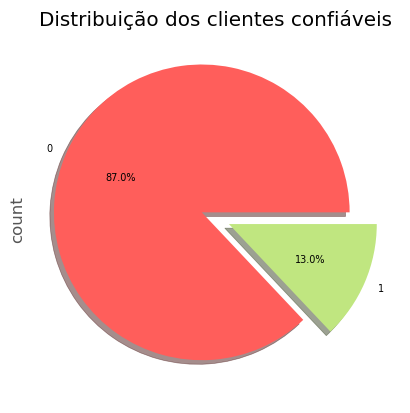 Distribuição dos clientes confiáveis
0
87.0%
count
13.0%
1